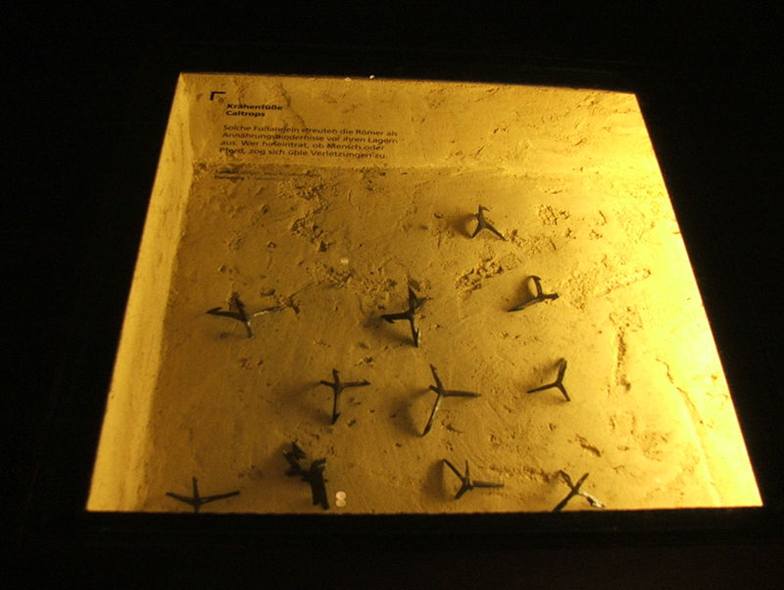 Krähenfüße
Caltrops
Solche Fußangeln streuten die Römer als
Annäherungshindernisse vor ihren Lagern
aus. Wer hineintrat, ob Mensch oder
Pferd, zog sich üble Verletzungen zu.